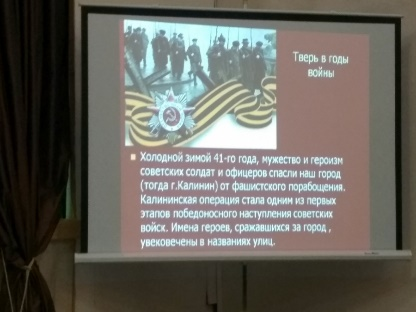 Тверь в годы
войны
Холодной зимой 41-го года, мужество и героизм
советских солдат и офицеров спасли наш город
(тогда г.Калинин) от фашистского порабощения.
Калининская операция стала одним из первых
этапов победоносного наступления советских
войск. Имена героев, сражавшихся за город ,
увековечены в названиях улиц.